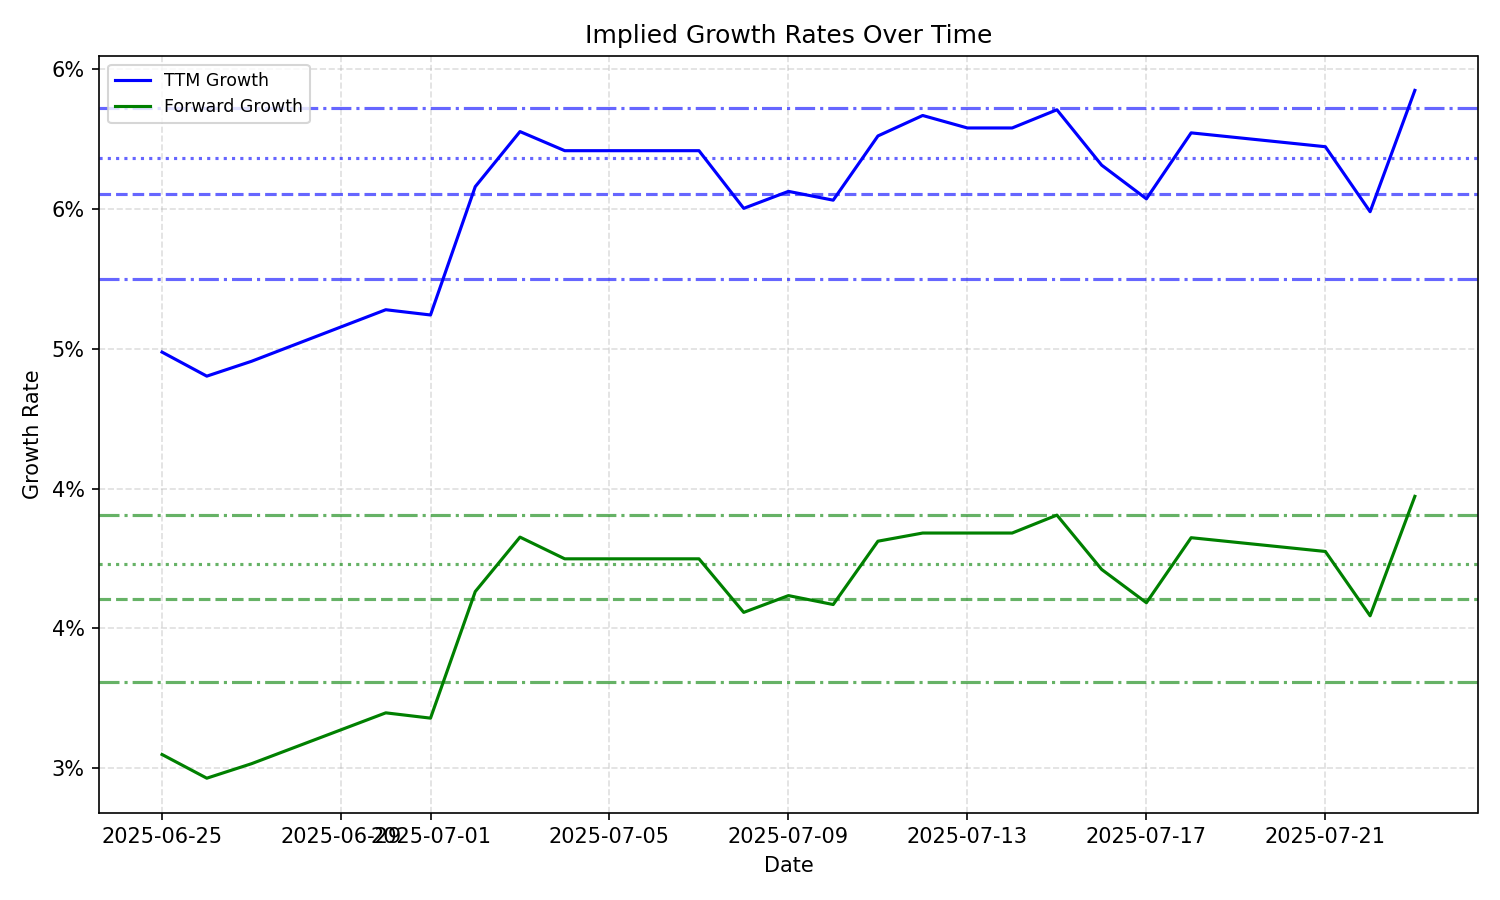 Implied Growth Rates Over Time
TTM Growth
Forward Growth
6%
6%
5%
4%
4%
3%
Growth Rate
2025-06-25
2025-06-29
2025-07-01
2025-07-05
2025-07-09
2025-07-13
2025-07-17
2025-07-21
Date